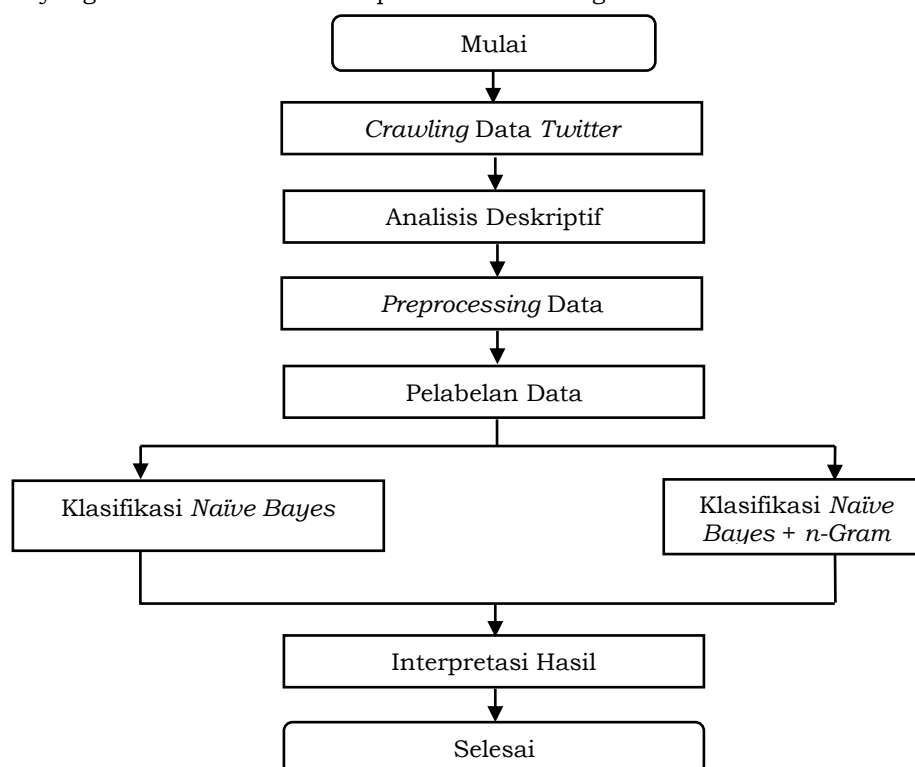 Mulai
Crawling Data Twitter
Analisis Deskriptif
Preprocessing Data
Pelabelan Data
Klasifikasi Naïve Bayes
Klasifikasi Naïve
Bayes + n-Gram
Interpretasi Hasil
Selesai